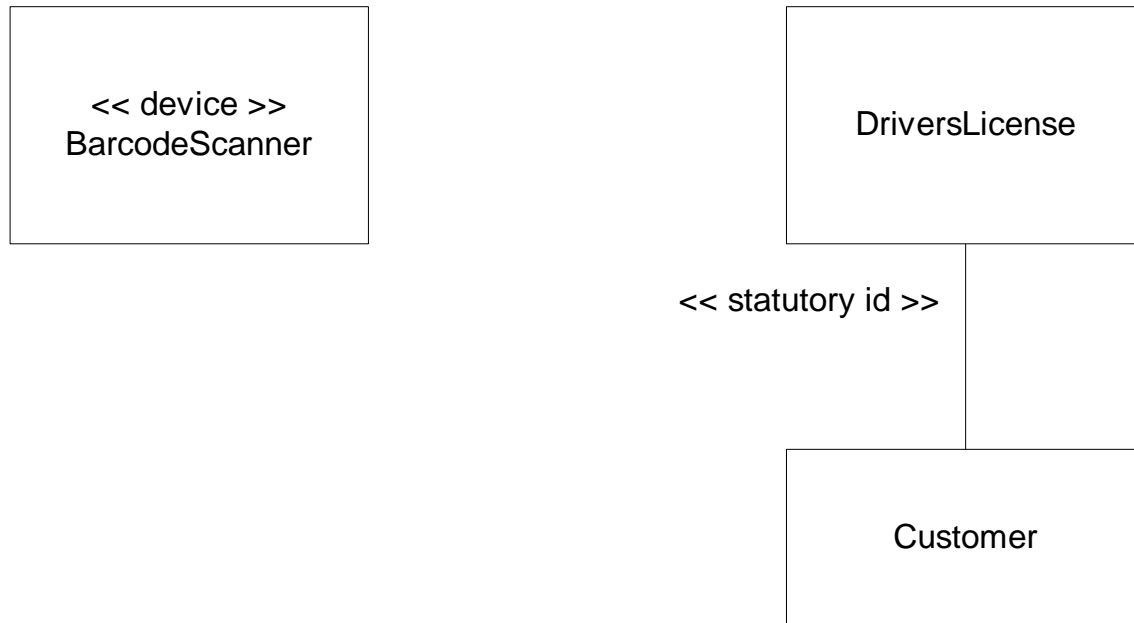 << device >>
BarcodeScanner
DriversLicense
<< statutory id >>
Customer